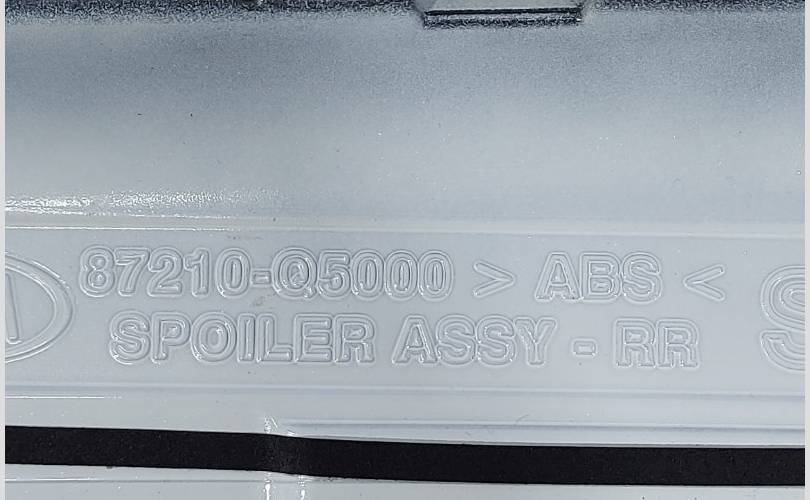 87210-Q5000 > ABS <
SPOILER ASSY - RR